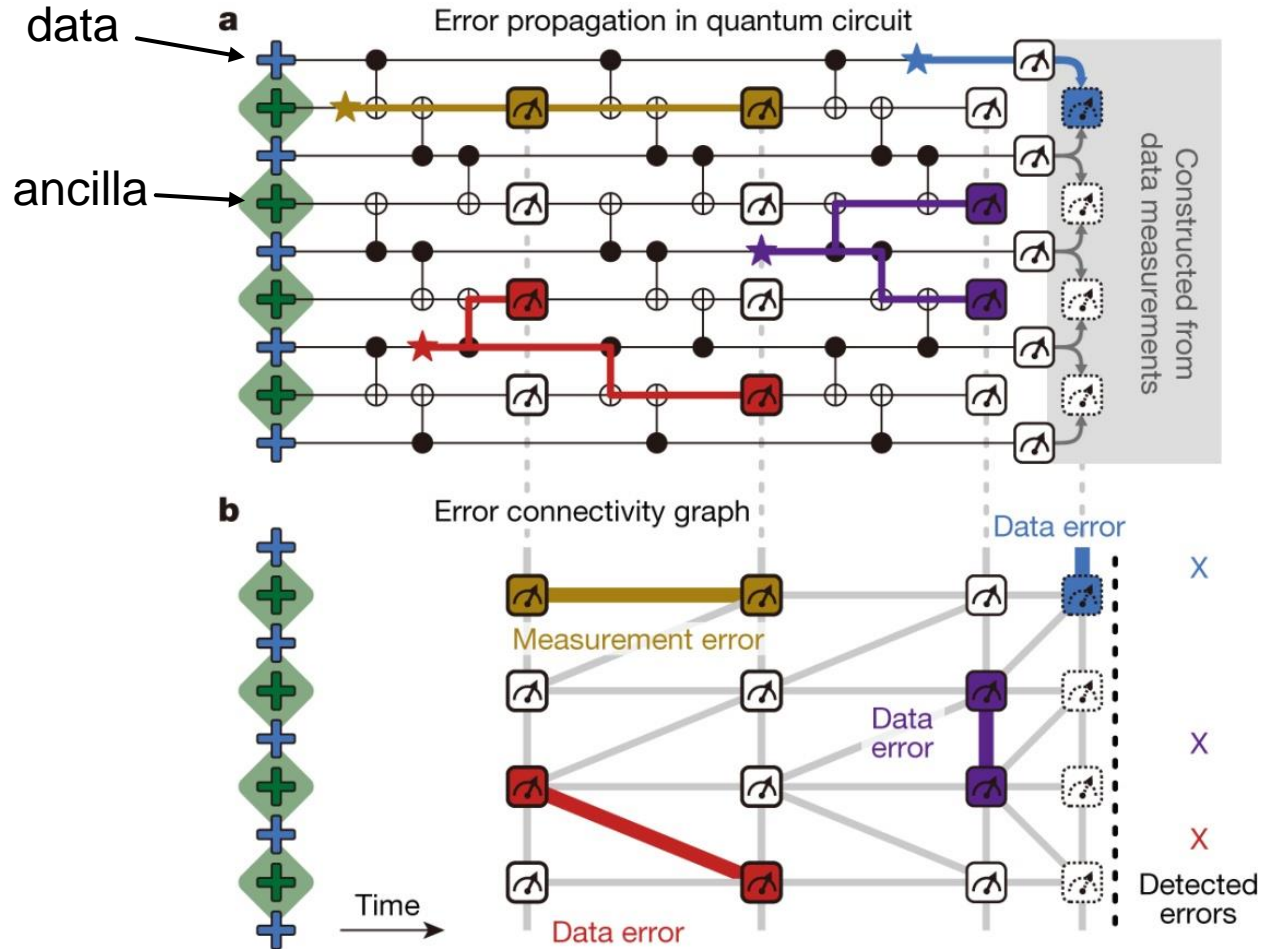 data
a Error propagation in quantum circuit
ancilla
Constructed from
data measurements
b Error connectivity graph
Data error
X
Measurement error
Data
error
X
X
Time
Data error
Detected
errors